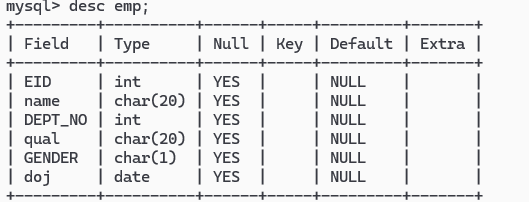 mysql> desc emp;
+---------+----------+------+-----+---------+-------+
| Field   | Type     | Null | Key | Default | Extra |
+---------+----------+------+-----+---------+-------+
| EID     | int      | YES  |     | NULL    |       |
| name    | char(20) | YES  |     | NULL    |       |
| DEPT_NO | int      | YES  |     | NULL    |       |
| qual    | char(20) | YES  |     | NULL    |       |
| GENDER  | char(1)  | YES  |     | NULL    |       |
| doj     | date     | YES  |     | NULL    |       |
+---------+----------+------+-----+---------+-------+